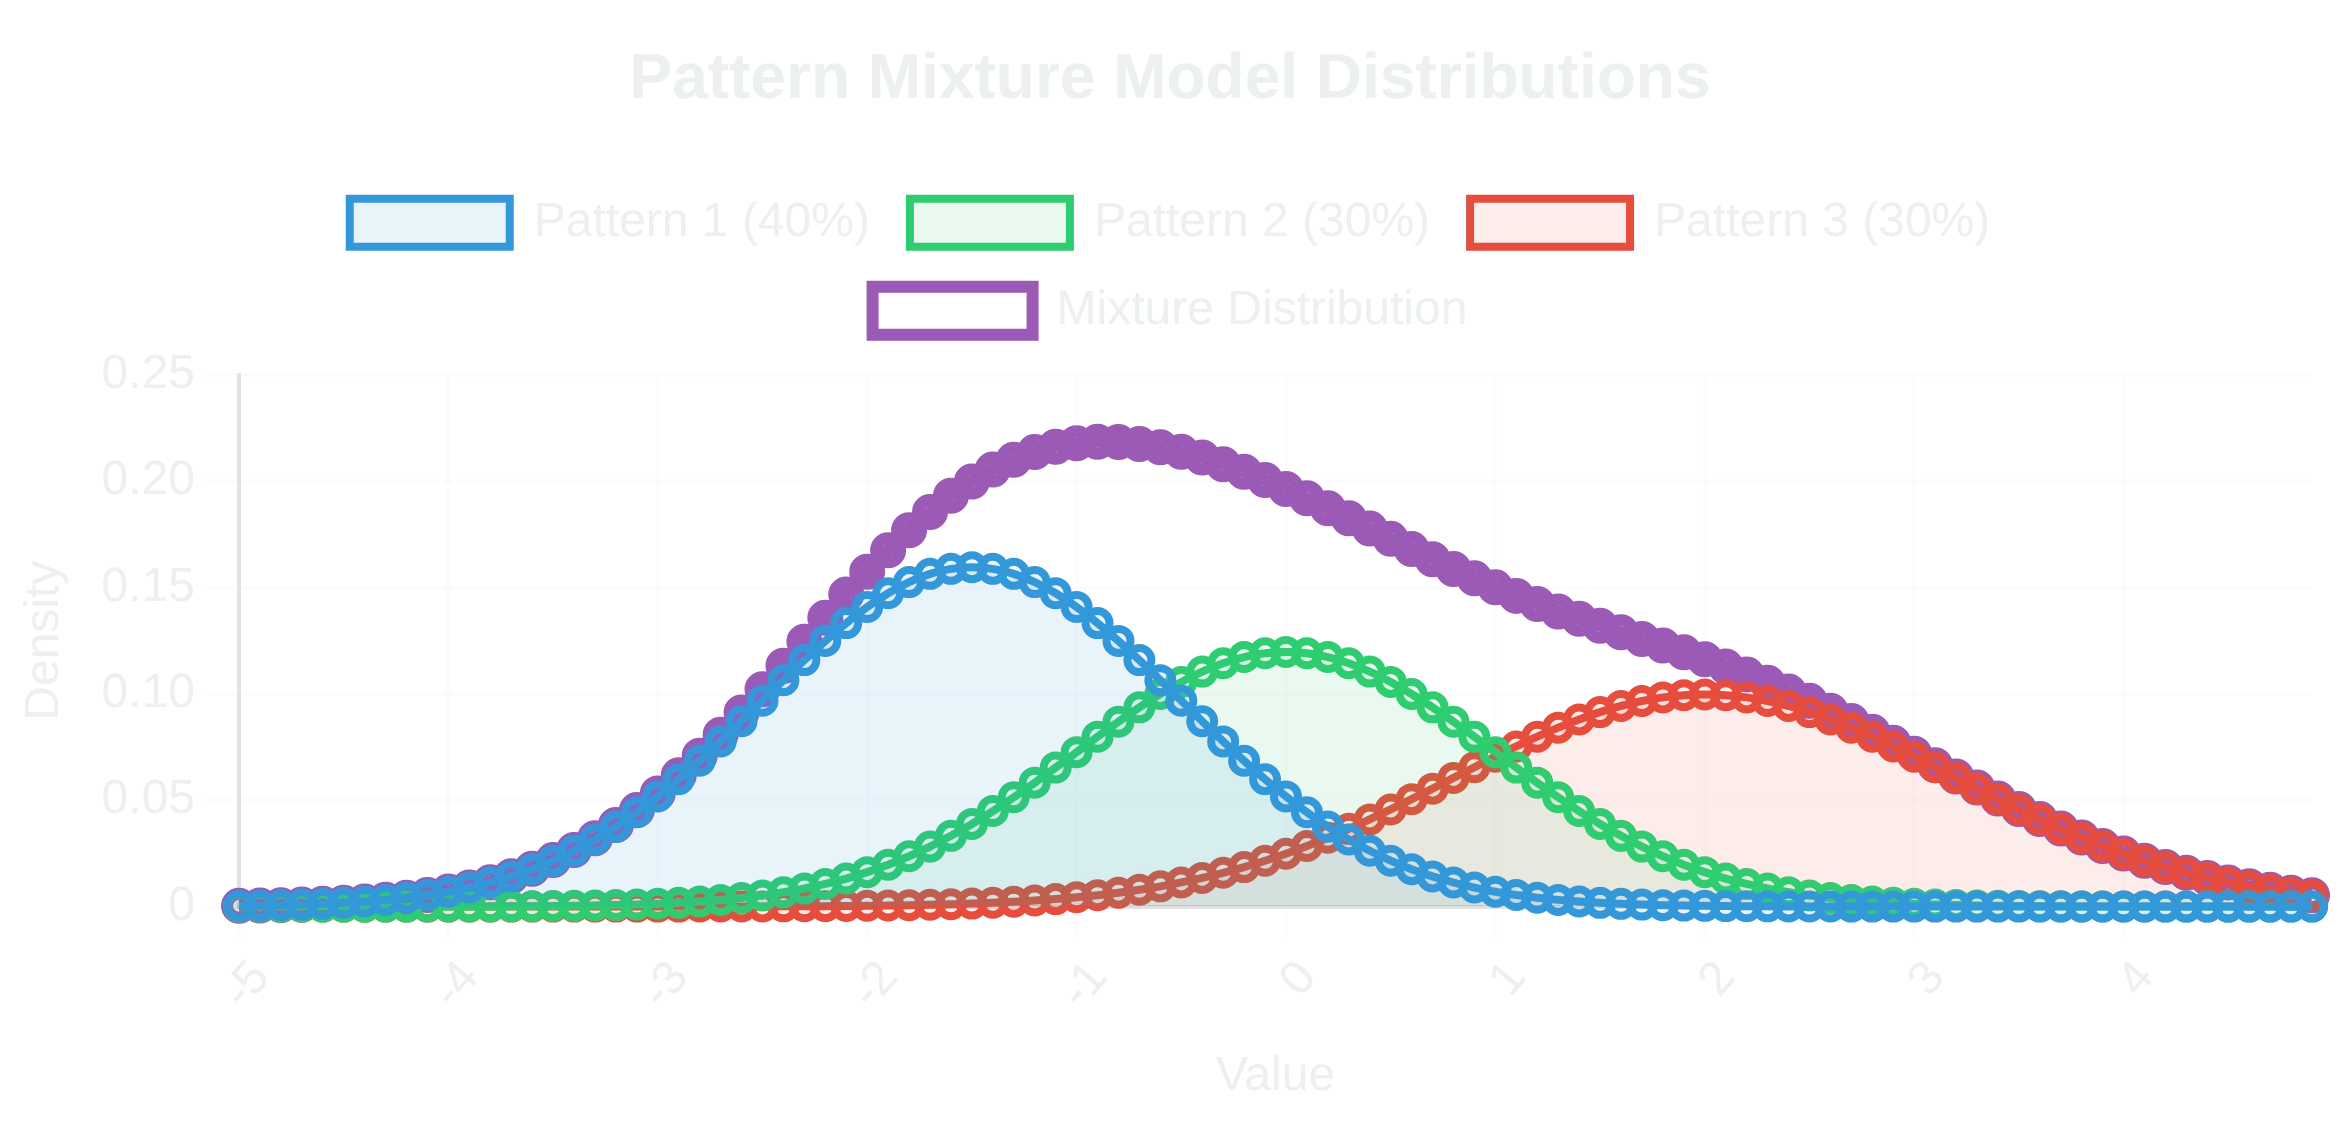 Pattern Mixture Model Distributions
Pattern 1 (40%) Pattern 2 (30%) Pattern 3 (30%)
Mixture Distribution
0.25
0.20
0.15
0.10
0.05
0
Density
-5 -4 -3 -2 -1 0 1 2 3 4
Value